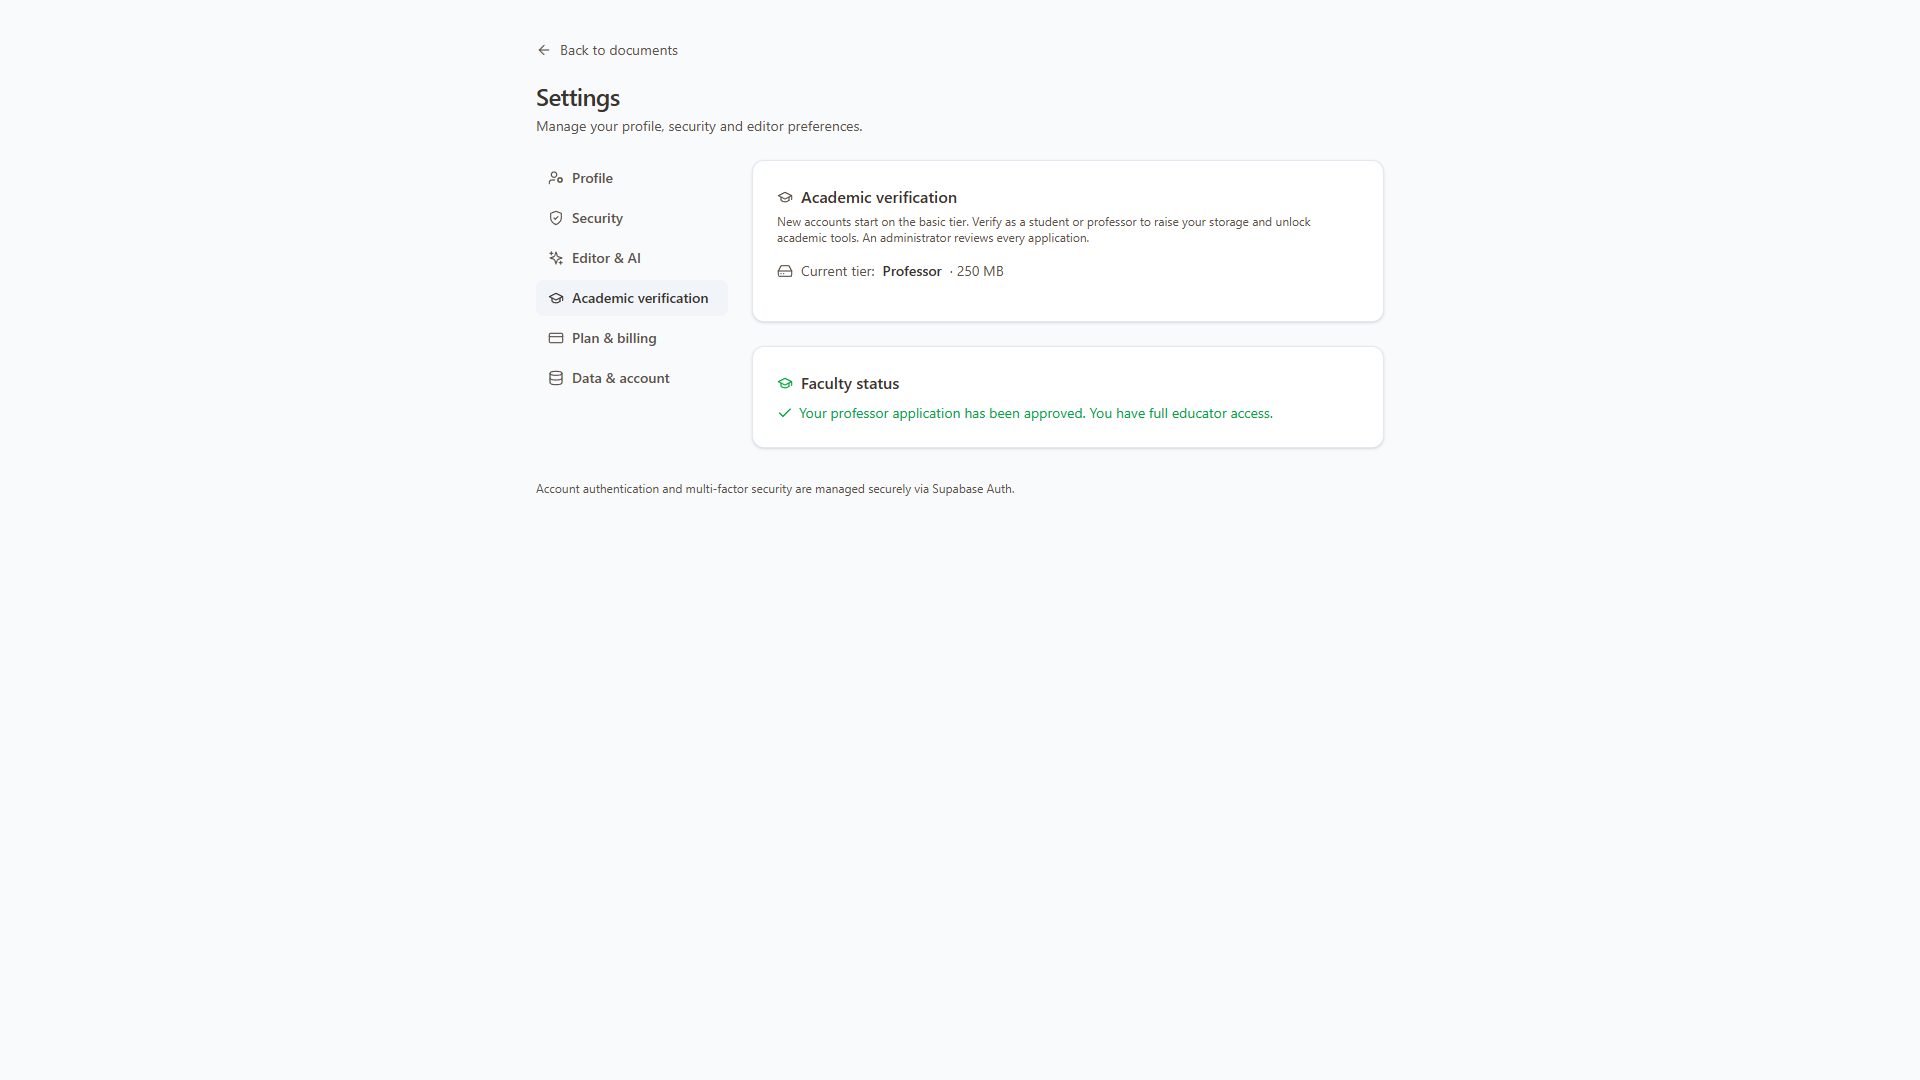 Back to documents
Settings
Manage your profile, security and editor preferences.
Profile
Security
Editor & AI
Academic verification
Plan & billing
Data & account
Academic verification
New accounts start on the basic tier. Verify as a student or professor to raise your storage and unlock
academic tools. An administrator reviews every application.
Current tier: Professor · 250 MB
Faculty status
Your professor application has been approved. You have full educator access.
Account authentication and multi-factor security are managed securely via Supabase Auth.